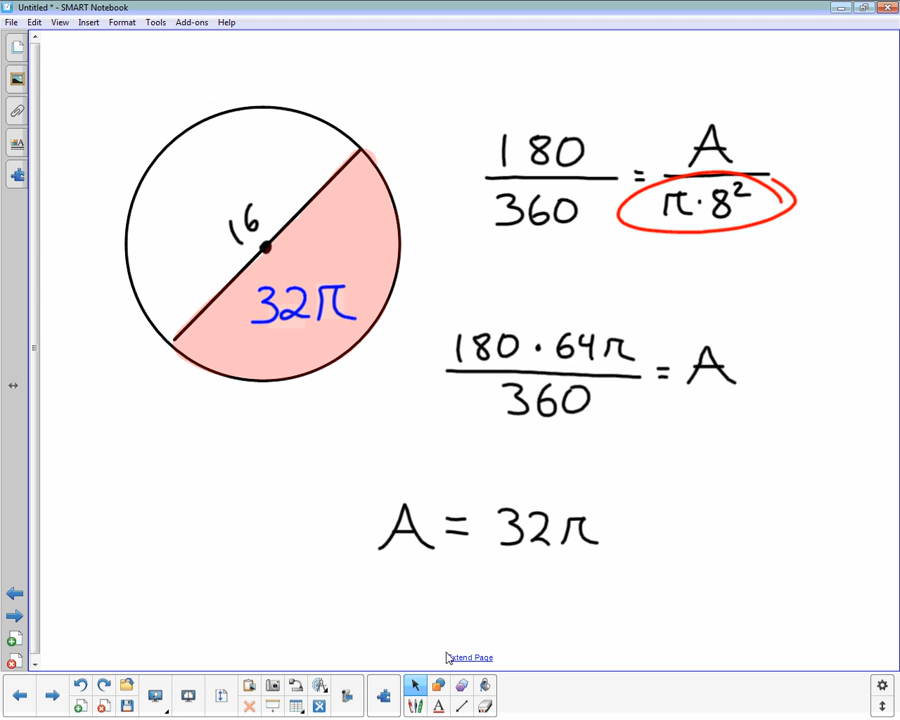 Untitled * - SMART Notebook
File Edit View Insert Format Tools Add-ons Help
16
32π
180/360 = A/π·8²
180·64π/360 = A
A = 32π
Extend Page